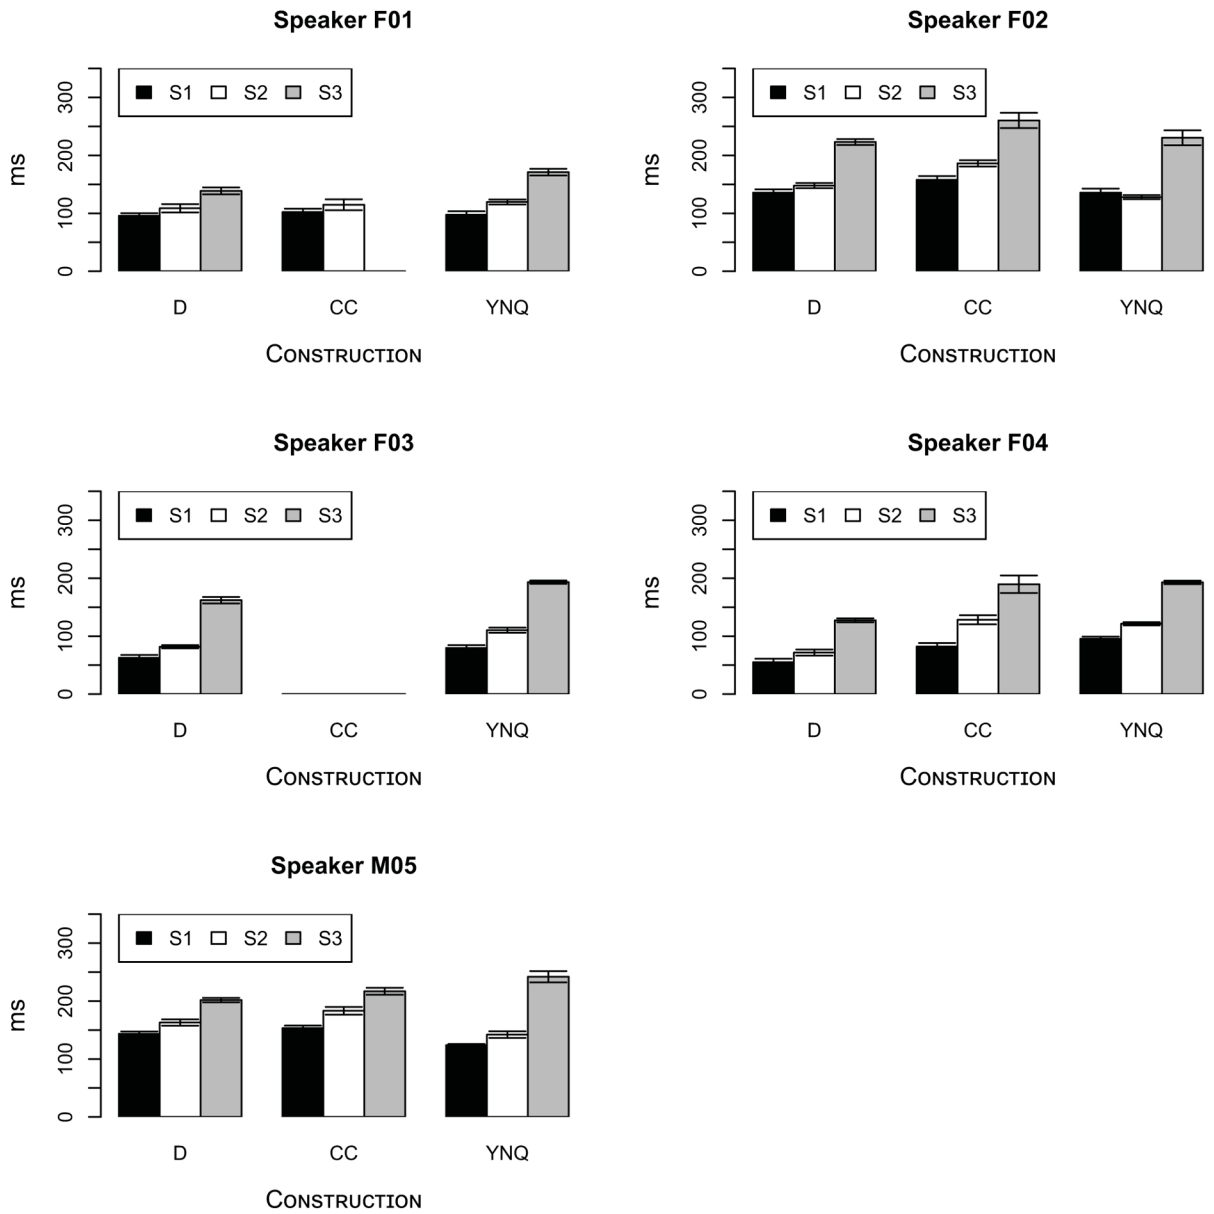 Speaker F01
S1 S2 S3
ms
0 100 200 300
D CC YNQ
CONSTRUCTION
Speaker F02
S1 S2 S3
ms
0 100 200 300
D CC YNQ
CONSTRUCTION
Speaker F03
S1 S2 S3
ms
0 100 200 300
D CC YNQ
CONSTRUCTION
Speaker F04
S1 S2 S3
ms
0 100 200 300
D CC YNQ
CONSTRUCTION
Speaker M05
S1 S2 S3
ms
0 100 200 300
D CC YNQ
CONSTRUCTION